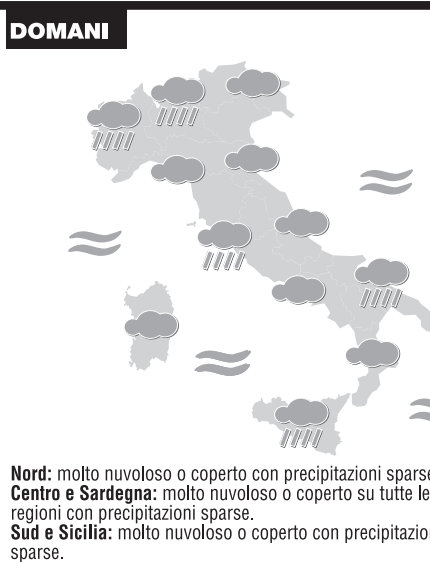 DOMANI
Nord: molto nuvoloso o coperto con precipitazioni sparse
Centro e Sardegna: molto nuvoloso o coperto su tutte le
regioni con precipitazioni sparse.
Sud e Sicilia: molto nuvoloso o coperto con precipitazio
sparse.